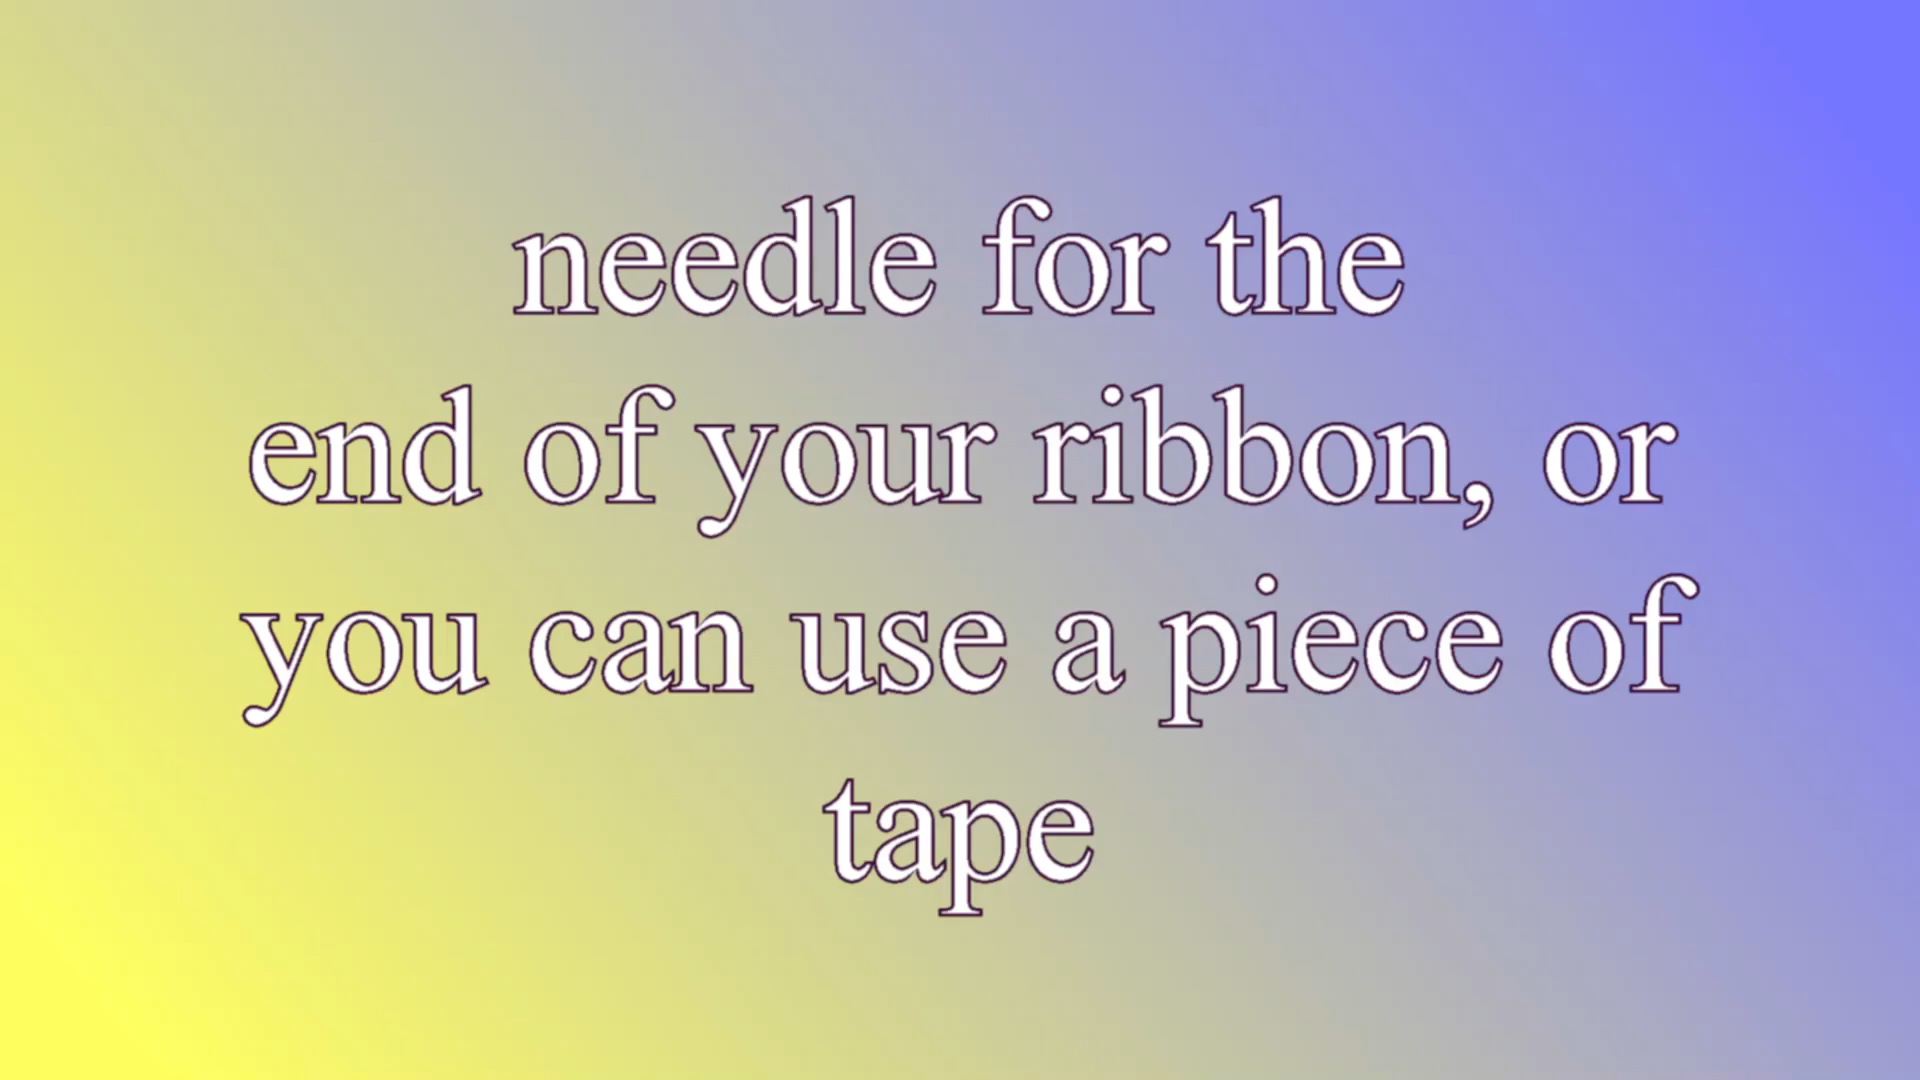 needle for the
end of your ribbon, or
you can use a piece of
tape